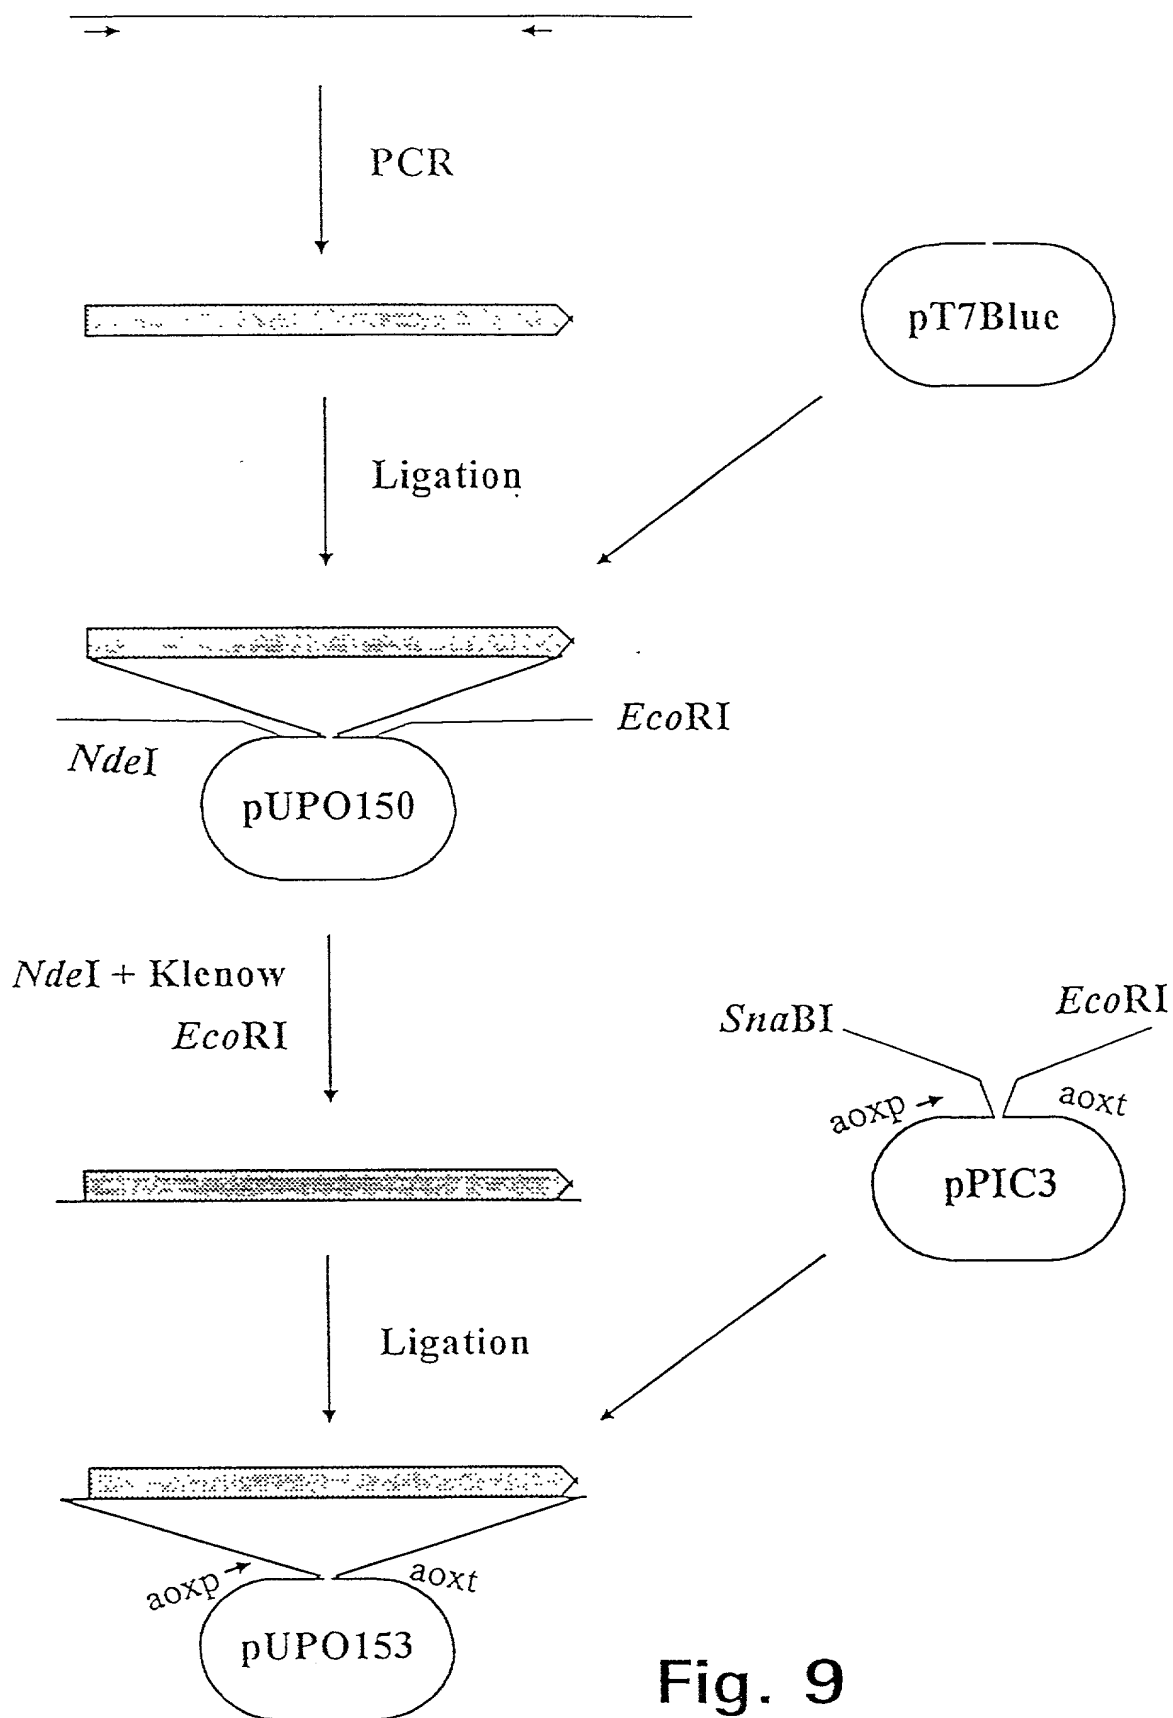 PCR
pT7Blue
Ligation
EcoRI
NdeI
pUPO150
NdeI + Klenow
EcoRI
SnaBI
EcoRI
aoxp
aoxt
pPIC3
Ligation
aoxp
aoxt
pUPO153
Fig. 9